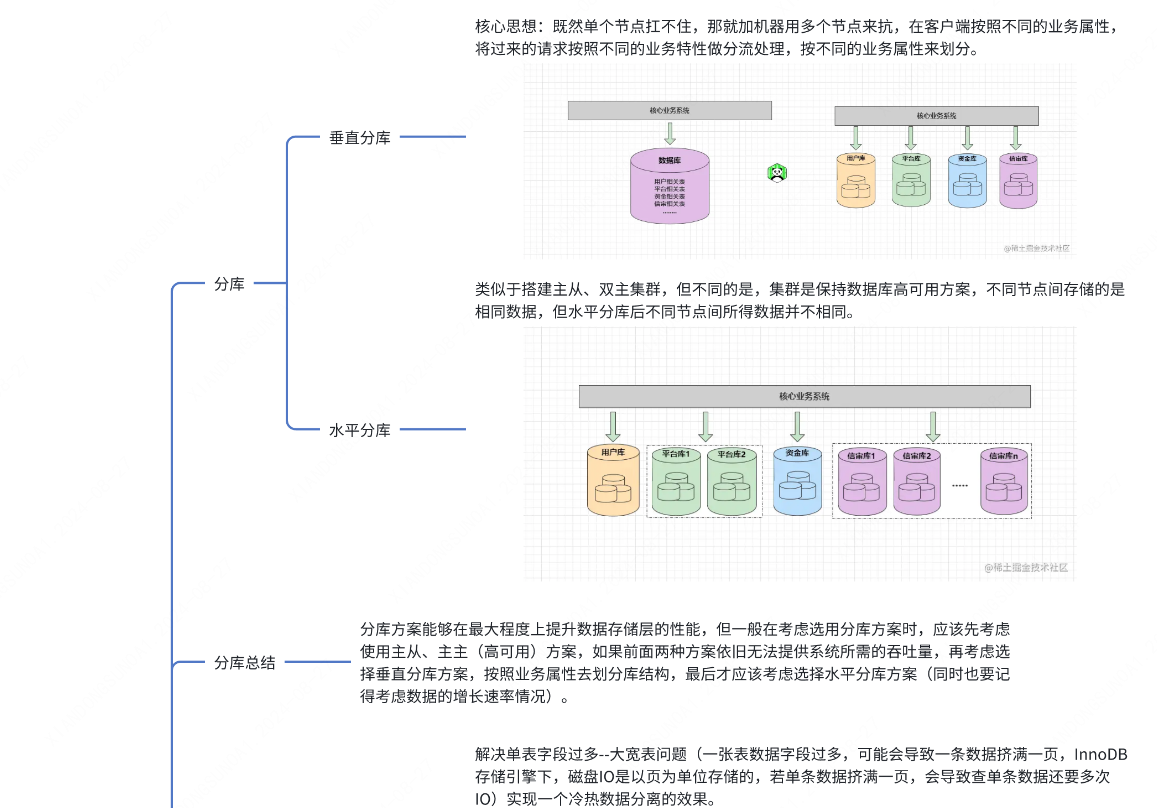 核心思想：既然单个节点扛不住，那就加机器用多个节点来抗，在客户端按照不同的业务属性，
将过来的请求按照不同的业务特性做分流处理，按不同的业务属性来划分。
核心业务系统
核心业务系统
数据库
用户相关表
平台相关表
资金相关表
信审相关表
......
用户库
平台库
资金库
信审库
@稀土掘金技术社区
垂直分库
分库
类似于搭建主从、双主集群，但不同的是，集群是保持数据库高可用方案，不同节点间存储的是
相同数据，但水平分库后不同节点间所得数据并不相同。
核心业务系统
用户库
平台库1
平台库2
资金库
信审库1
信审库2
.....
信审库n
@稀土掘金技术社区
水平分库
分库方案能够在最大程度上提升数据存储层的性能，但一般在考虑选用分库方案时，应该先考虑
使用主从、主主（高可用）方案，如果前面两种方案依旧无法提供系统所需的吞吐量，再考虑选
择垂直分库方案，按照业务属性去划分库结构，最后才应该考虑选择水平分库方案（同时也要记
得考虑数据的增长速率情况）。
分库总结
解决单表字段过多--大宽表问题（一张表数据字段过多，可能会导致一条数据挤满一页，InnoDB
存储引擎下，磁盘IO是以页为单位存储的，若单条数据挤满一页，会导致查单条数据还要多次
IO）实现一个冷热数据分离的效果。